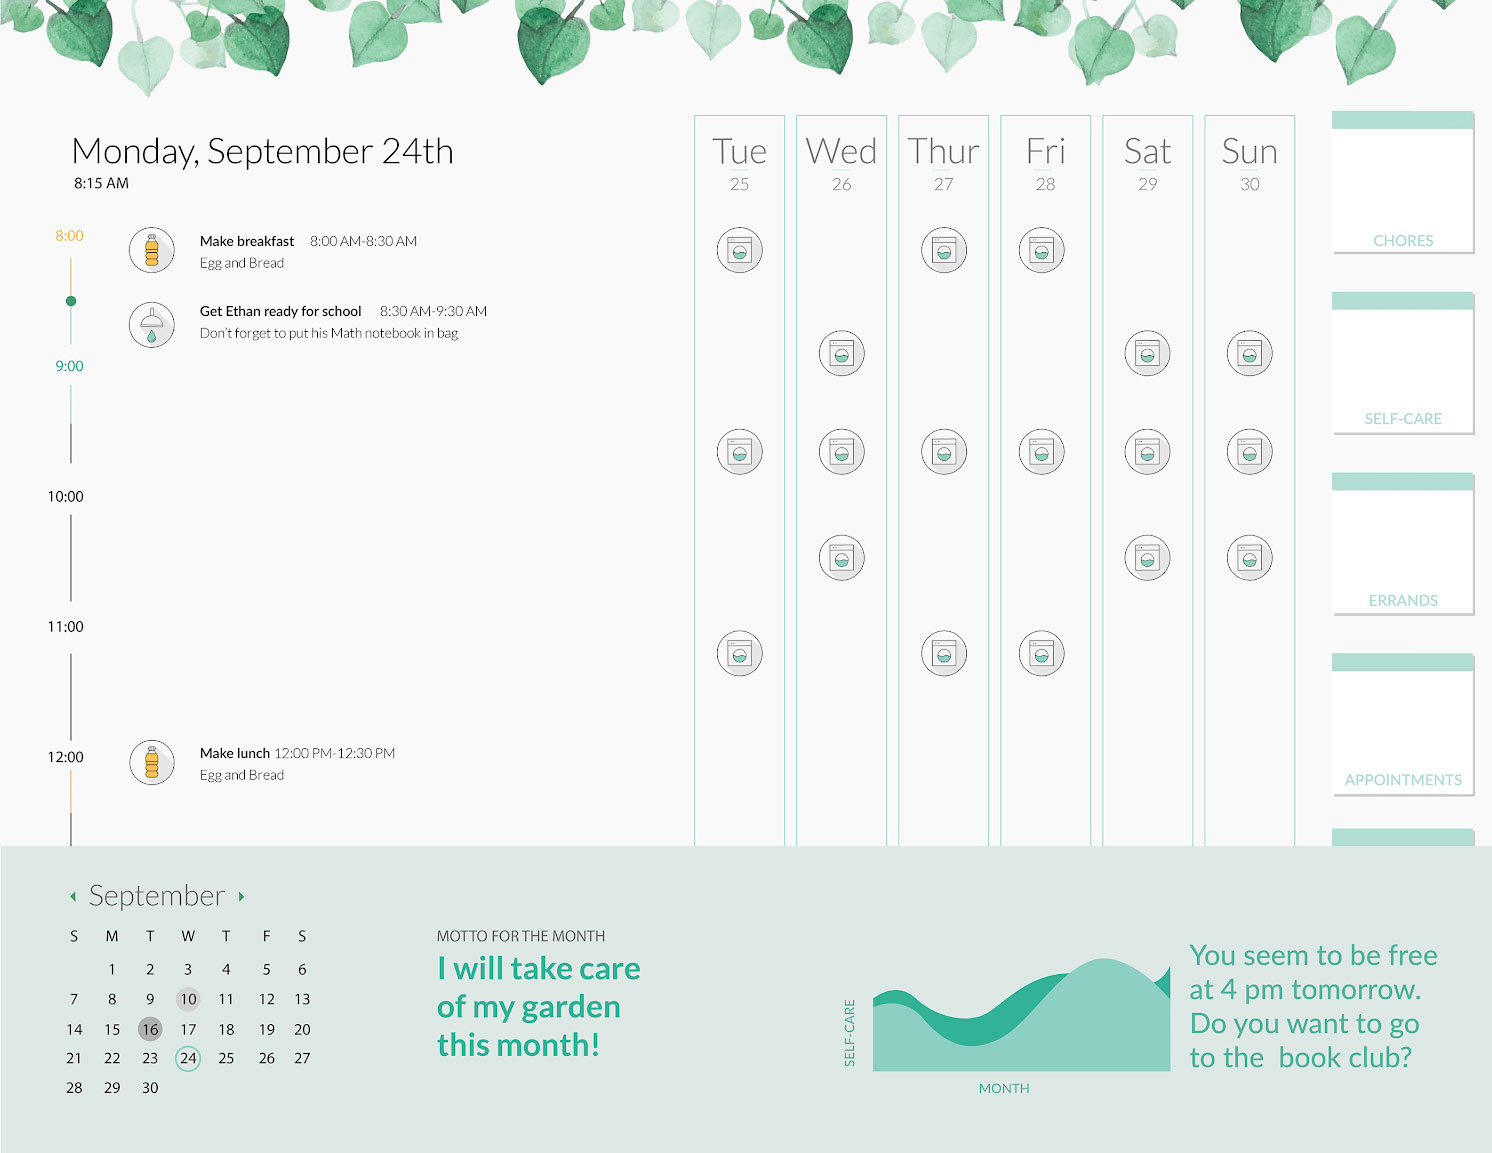 Monday, September 24th
8:15 AM
8:00
Make breakfast 8:00 AM-8:30 AM
Egg and Bread
Get Ethan ready for school 8:30 AM-9:30 AM
Don't forget to put his Math notebook in bag
9:00
10:00
11:00
12:00
Make lunch 12:00 PM-12:30 PM
Egg and Bread
Tue Wed Thur Fri Sat Sun
25 26 27 28 29 30
CHORES
SELF-CARE
ERRANDS
APPOINTMENTS
September
S M T W T F S
1 2 3 4 5 6
7 8 9 10 11 12 13
14 15 16 17 18 19 20
21 22 23 24 25 26 27
28 29 30
MOTTO FOR THE MONTH
I will take care
of my garden
this month!
SELF-CARE
MONTH
You seem to be free
at 4 pm tomorrow.
Do you want to go
to the book club?